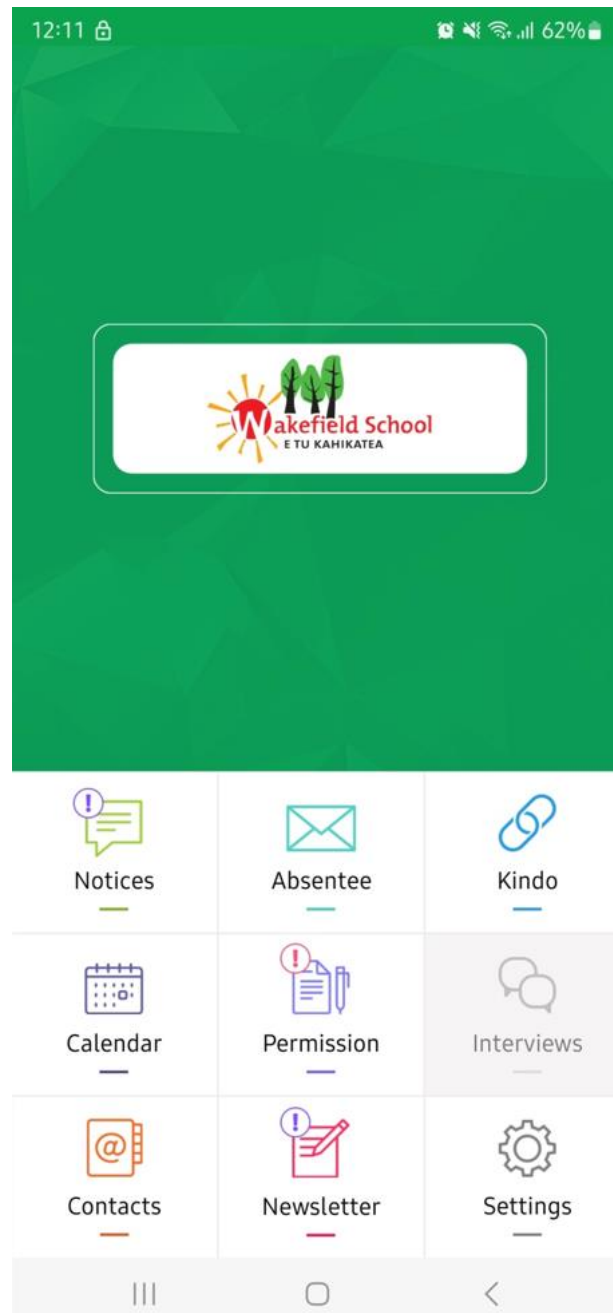 12:11 62%
Wakefield School
E TU KAHIKATEA
Notices Absentee Kindo
Calendar Permission Interviews
Contacts Newsletter Settings